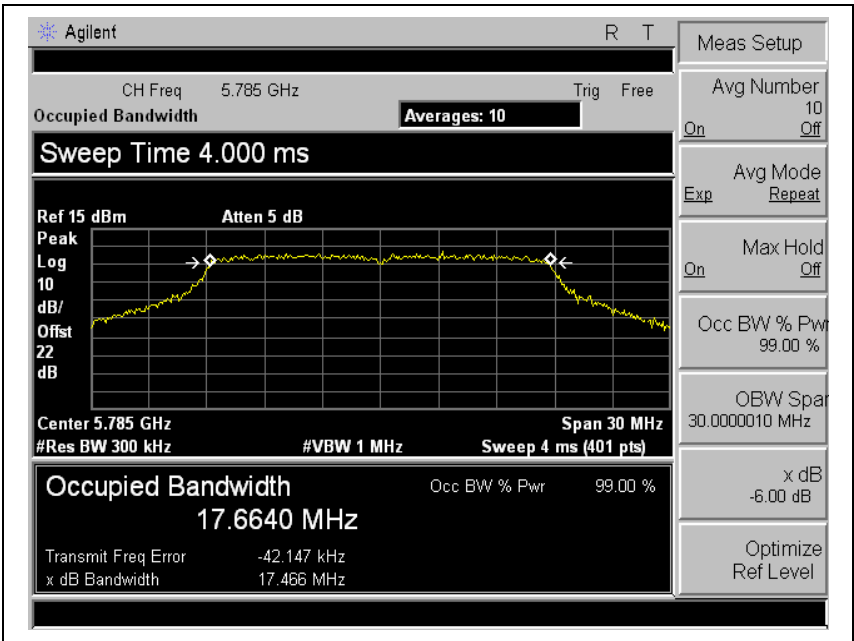 Agilent R T
CH Freq 5.785 GHz Trig Free
Occupied Bandwidth Averages: 10
Sweep Time 4.000 ms
Ref 15 dBm Atten 5 dB
Peak
Log
10
dB/
Offst
22
dB
Center 5.785 GHz Span 30 MHz
#Res BW 300 kHz #VBW 1 MHz Sweep 4 ms (401 pts)
Occupied Bandwidth Occ BW % Pwr 99.00 %
17.6640 MHz
Transmit Freq Error -42.147 kHz
x dB Bandwidth 17.466 MHz
Meas Setup
Avg Number
10
On Off
Avg Mode
Exp Repeat
Max Hold
On Off
Occ BW % Pwr
99.00 %
OBW Span
30.0000010 MHz
x dB
-6.00 dB
Optimize
Ref Level